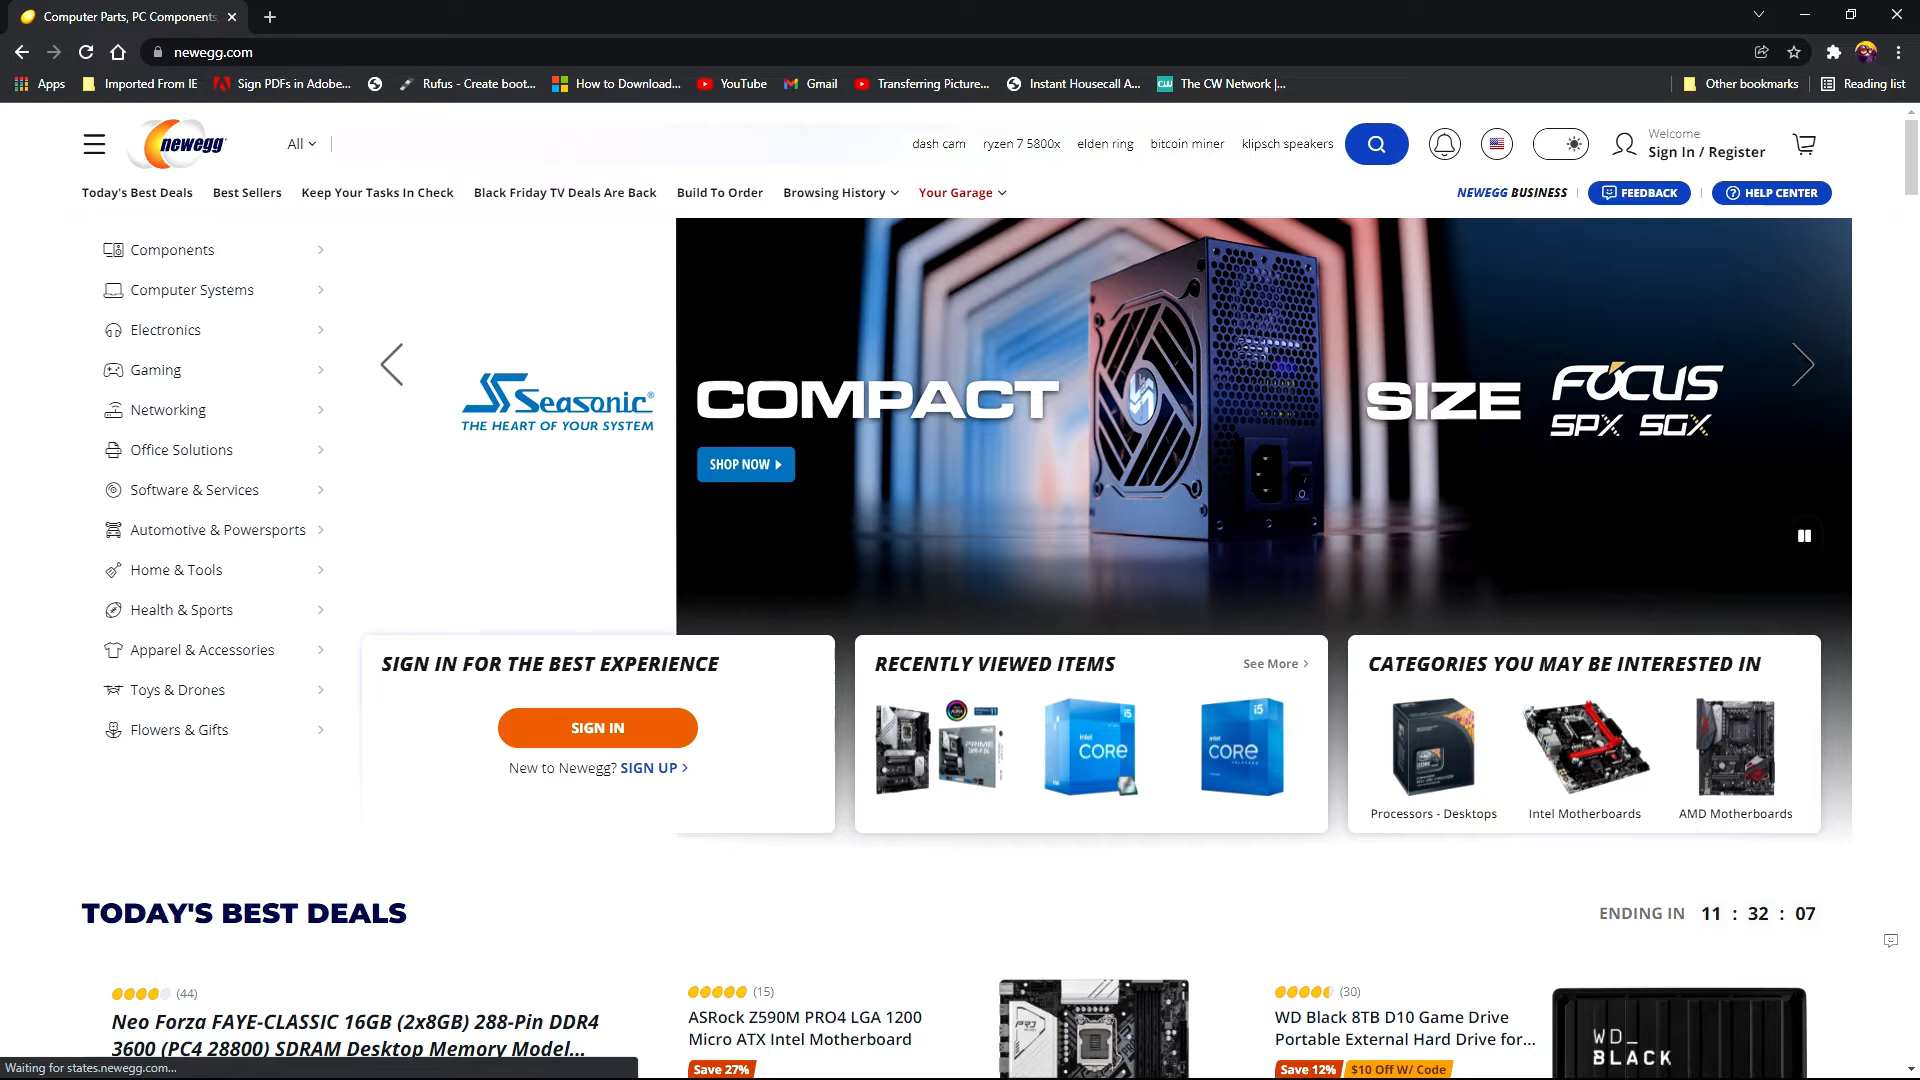 Computer Parts, PC Components
newegg.com
Apps
Imported From IE
Sign PDFs in Adobe...
Rufus - Create boot...
How to Download...
YouTube
Gmail
Transferring Picture...
Instant Housecall A...
CW
The CW Network |...
Other bookmarks
Reading list
newegg
All
dash cam
ryzen 7 5800x
elden ring
bitcoin miner
klipsch speakers
Welcome
Sign In / Register
Today's Best Deals
Best Sellers
Keep Your Tasks In Check
Black Friday TV Deals Are Back
Build To Order
Browsing History
Your Garage
NEWEGG BUSINESS
FEEDBACK
HELP CENTER
Components
Computer Systems
Electronics
Gaming
Networking
Office Solutions
Software & Services
Automotive & Powersports
Home & Tools
Health & Sports
Apparel & Accessories
Toys & Drones
Flowers & Gifts
Seasonic®
THE HEART OF YOUR SYSTEM
COMPACT
SIZE
FOCUS
SPX SGX
SHOP NOW
SIGN IN FOR THE BEST EXPERIENCE
SIGN IN
New to Newegg? SIGN UP >
RECENTLY VIEWED ITEMS
See More >
PRIME
intel
CORE
i5
intel
CORE
i5
CATEGORIES YOU MAY BE INTERESTED IN
Processors - Desktops
Intel Motherboards
AMD Motherboards
TODAY'S BEST DEALS
ENDING IN 11 : 32 : 07
(44)
Neo Forza FAYE-CLASSIC 16GB (2x8GB) 288-Pin DDR4
3600 (PC4 28800) SDRAM Desktop Memory Model...
(15)
ASRock Z590M PRO4 LGA 1200
Micro ATX Intel Motherboard
Save 27%
(30)
WD Black 8TB D10 Game Drive
Portable External Hard Drive for...
Save 12%
$10 Off W/ Code
WD_
BLACK
Waiting for states.newegg.com...